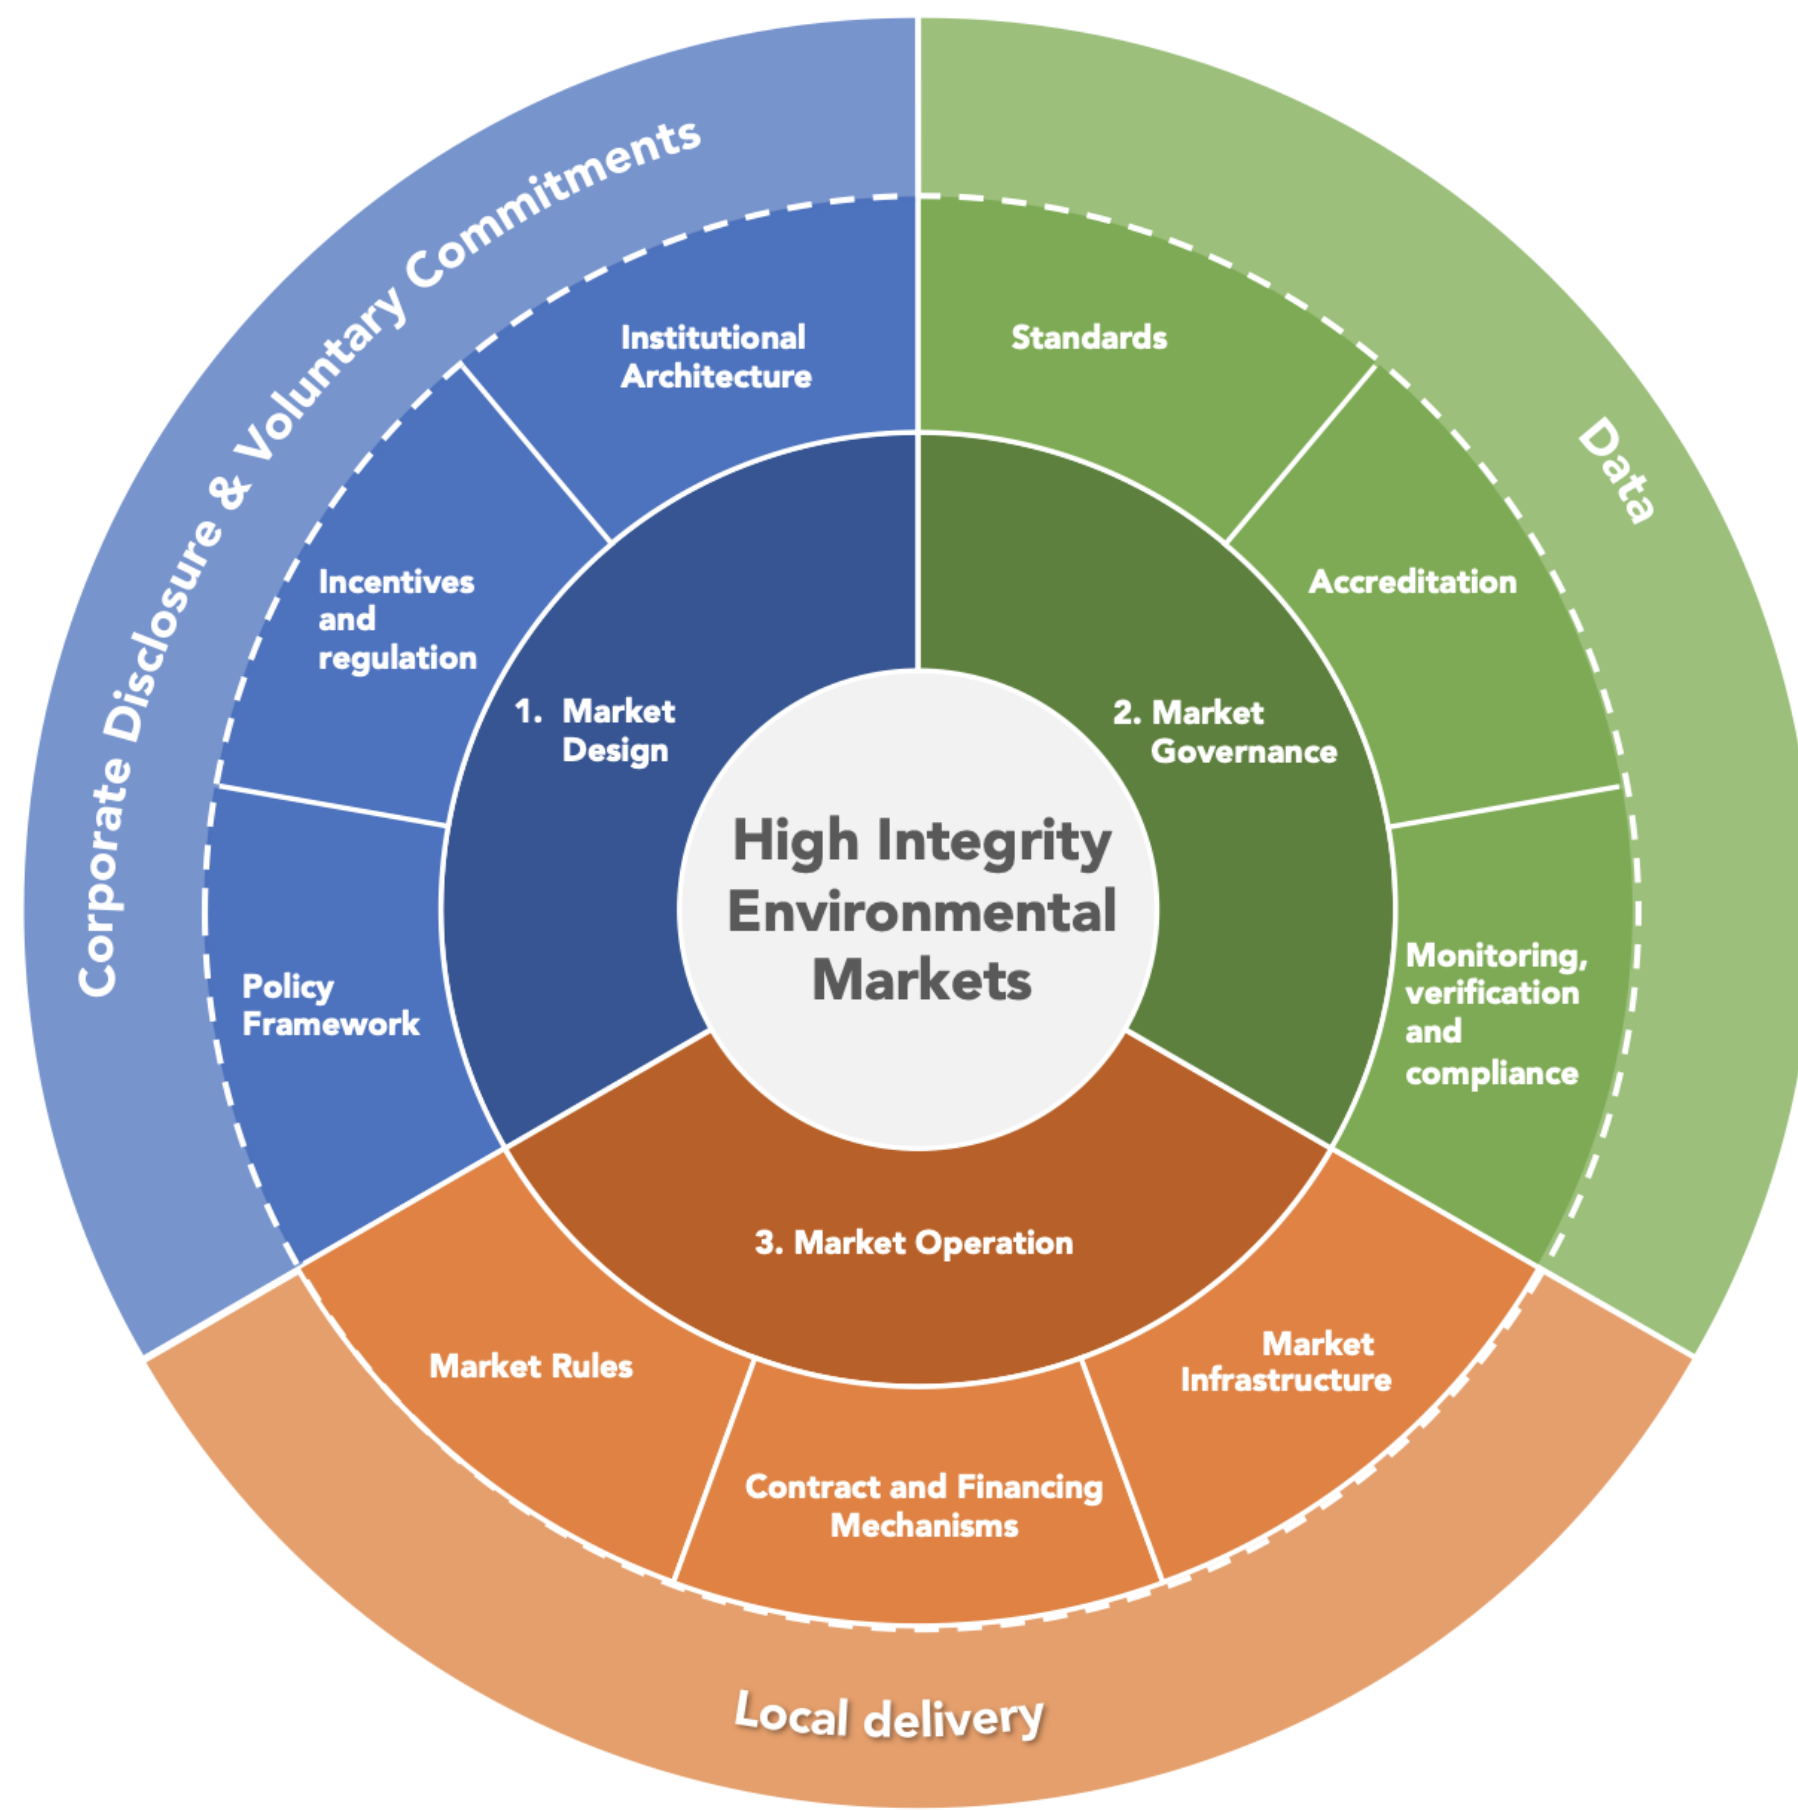 Corporate Disclosure & Voluntary Commitments
Institutional
Architecture
Incentives
and
regulation
Policy
Framework
1. Market
Design
Data
Standards
Accreditation
Monitoring,
verification
and
compliance
2. Market
Governance
High Integrity
Environmental
Markets
3. Market Operation
Market Rules
Contract and Financing
Mechanisms
Market
Infrastructure
Local delivery